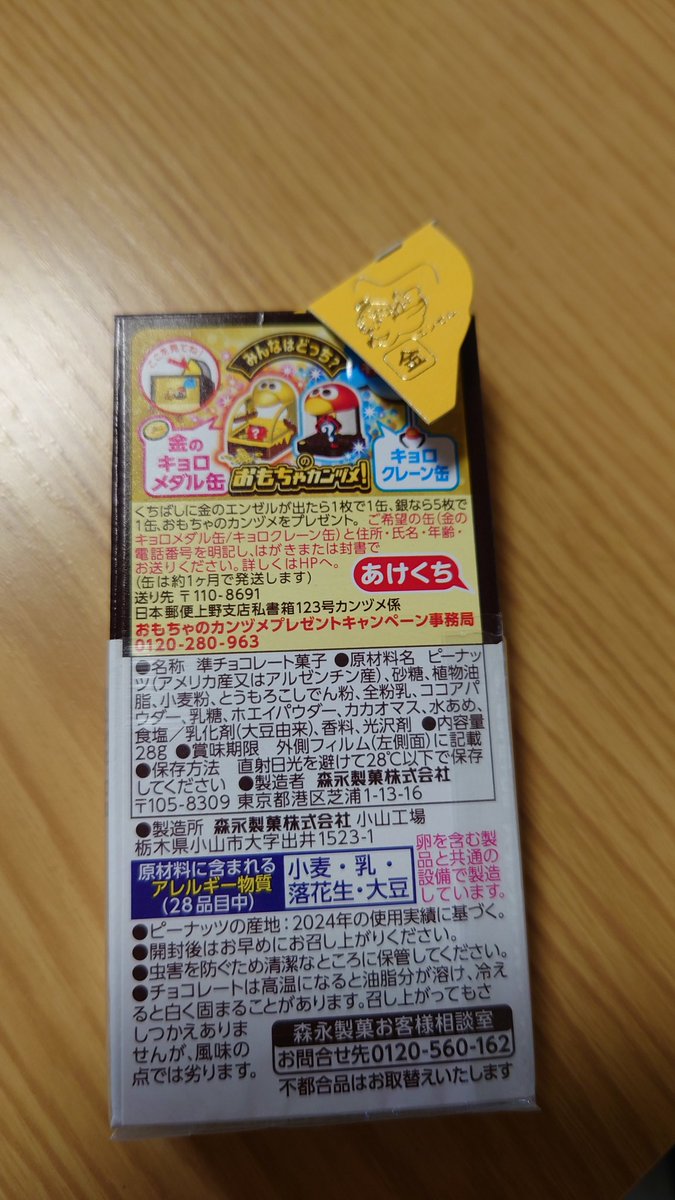 みんなはどっち?
ここを見てね!
金
金の
キョロ
メダル缶
キョロ
クレーン缶
のおもちゃカンヅメ!
くちばしに金のエンゼルが出たら1枚で1缶、銀なら5枚で
1缶、おもちゃのカンヅメをプレゼント。ご希望の缶(金の
キョロメダル缶/キョロクレーン缶)と住所・氏名・年齢・
電話番号を明記し、はがきまたは封書で
お送りください。詳しくはHPへ。
(缶は約1ヶ月で発送します)
あけくち
送り先 〒110-8691
日本郵便上野支店私書箱123号カンヅメ係
おもちゃのカンヅメプレゼントキャンペーン事務局
0120-280-963
●名称 準チョコレート菓子 ●原材料名 ピーナッ
ツ(アメリカ産又はアルゼンチン産)、砂糖、植物油
脂、小麦粉、とうもろこしでん粉、全粉乳、ココアパ
ウダー、乳糖、ホエイパウダー、カカオマス、水あめ、
食塩/乳化剤(大豆由来)、香料、光沢剤 ●内容量
28g ●賞味期限 外側フィルム(左側面)に記載
●保存方法 直射日光を避けて28℃以下で保存
してください ●製造者 森永製菓株式会社
〒105-8309 東京都港区芝浦1-13-16
●製造所 森永製菓株式会社 小山工場
栃木県小山市大字出井1523-1
原材料に含まれる
アレルギー物質
(28品目中)
小麦・乳・
落花生・大豆
卵を含む製
品と共通の
設備で製造
しています。
●ピーナッツの産地:2024年の使用実績に基づく。
●開封後はお早めにお召し上がりください。
●虫害を防ぐため清潔なところに保管してください。
●チョコレートは高温になると油脂分が溶け、冷え
ると白く固まることがあります。召し上がってもさ
しつかえありま
せんが、風味の
点では劣ります。
森永製菓お客様相談室
お問合せ先0120-560-162
不都合品はお取替えいたします